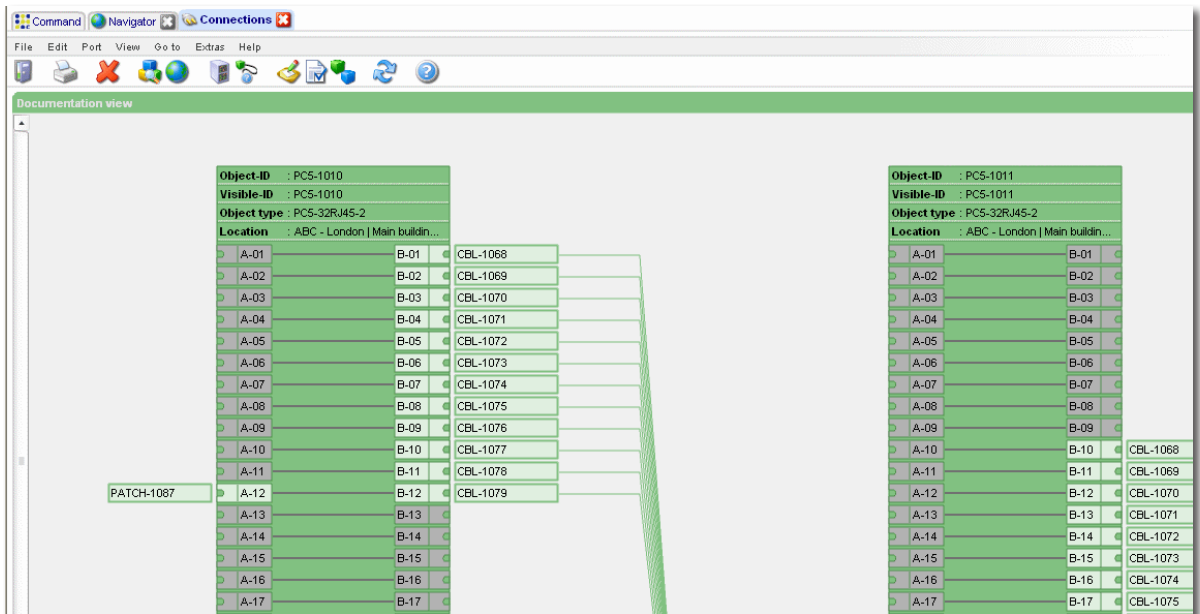 Command Navigator Connections
File Edit Port View Go to Extras Help
Documentation view
Object-ID : PC5-1010
Visible-ID : PC5-1010
Object type : PC5-32RJ45-2
Location : ABC - London | Main buildin...
A-01 B-01 CBL-1068
A-02 B-02 CBL-1069
A-03 B-03 CBL-1070
A-04 B-04 CBL-1071
A-05 B-05 CBL-1072
A-06 B-06 CBL-1073
A-07 B-07 CBL-1074
A-08 B-08 CBL-1075
A-09 B-09 CBL-1076
A-10 B-10 CBL-1077
A-11 B-11 CBL-1078
PATCH-1087 A-12 B-12 CBL-1079
A-13 B-13
A-14 B-14
A-15 B-15
A-16 B-16
A-17 B-17
Object-ID : PC5-1011
Visible-ID : PC5-1011
Object type : PC5-32RJ45-2
Location : ABC - London | Main buildin...
A-01 B-01
A-02 B-02
A-03 B-03
A-04 B-04
A-05 B-05
A-06 B-06
A-07 B-07
A-08 B-08
A-09 B-09
A-10 B-10 CBL-1068
A-11 B-11 CBL-1069
A-12 B-12 CBL-1070
A-13 B-13 CBL-1071
A-14 B-14 CBL-1072
A-15 B-15 CBL-1073
A-16 B-16 CBL-1074
A-17 B-17 CBL-1075